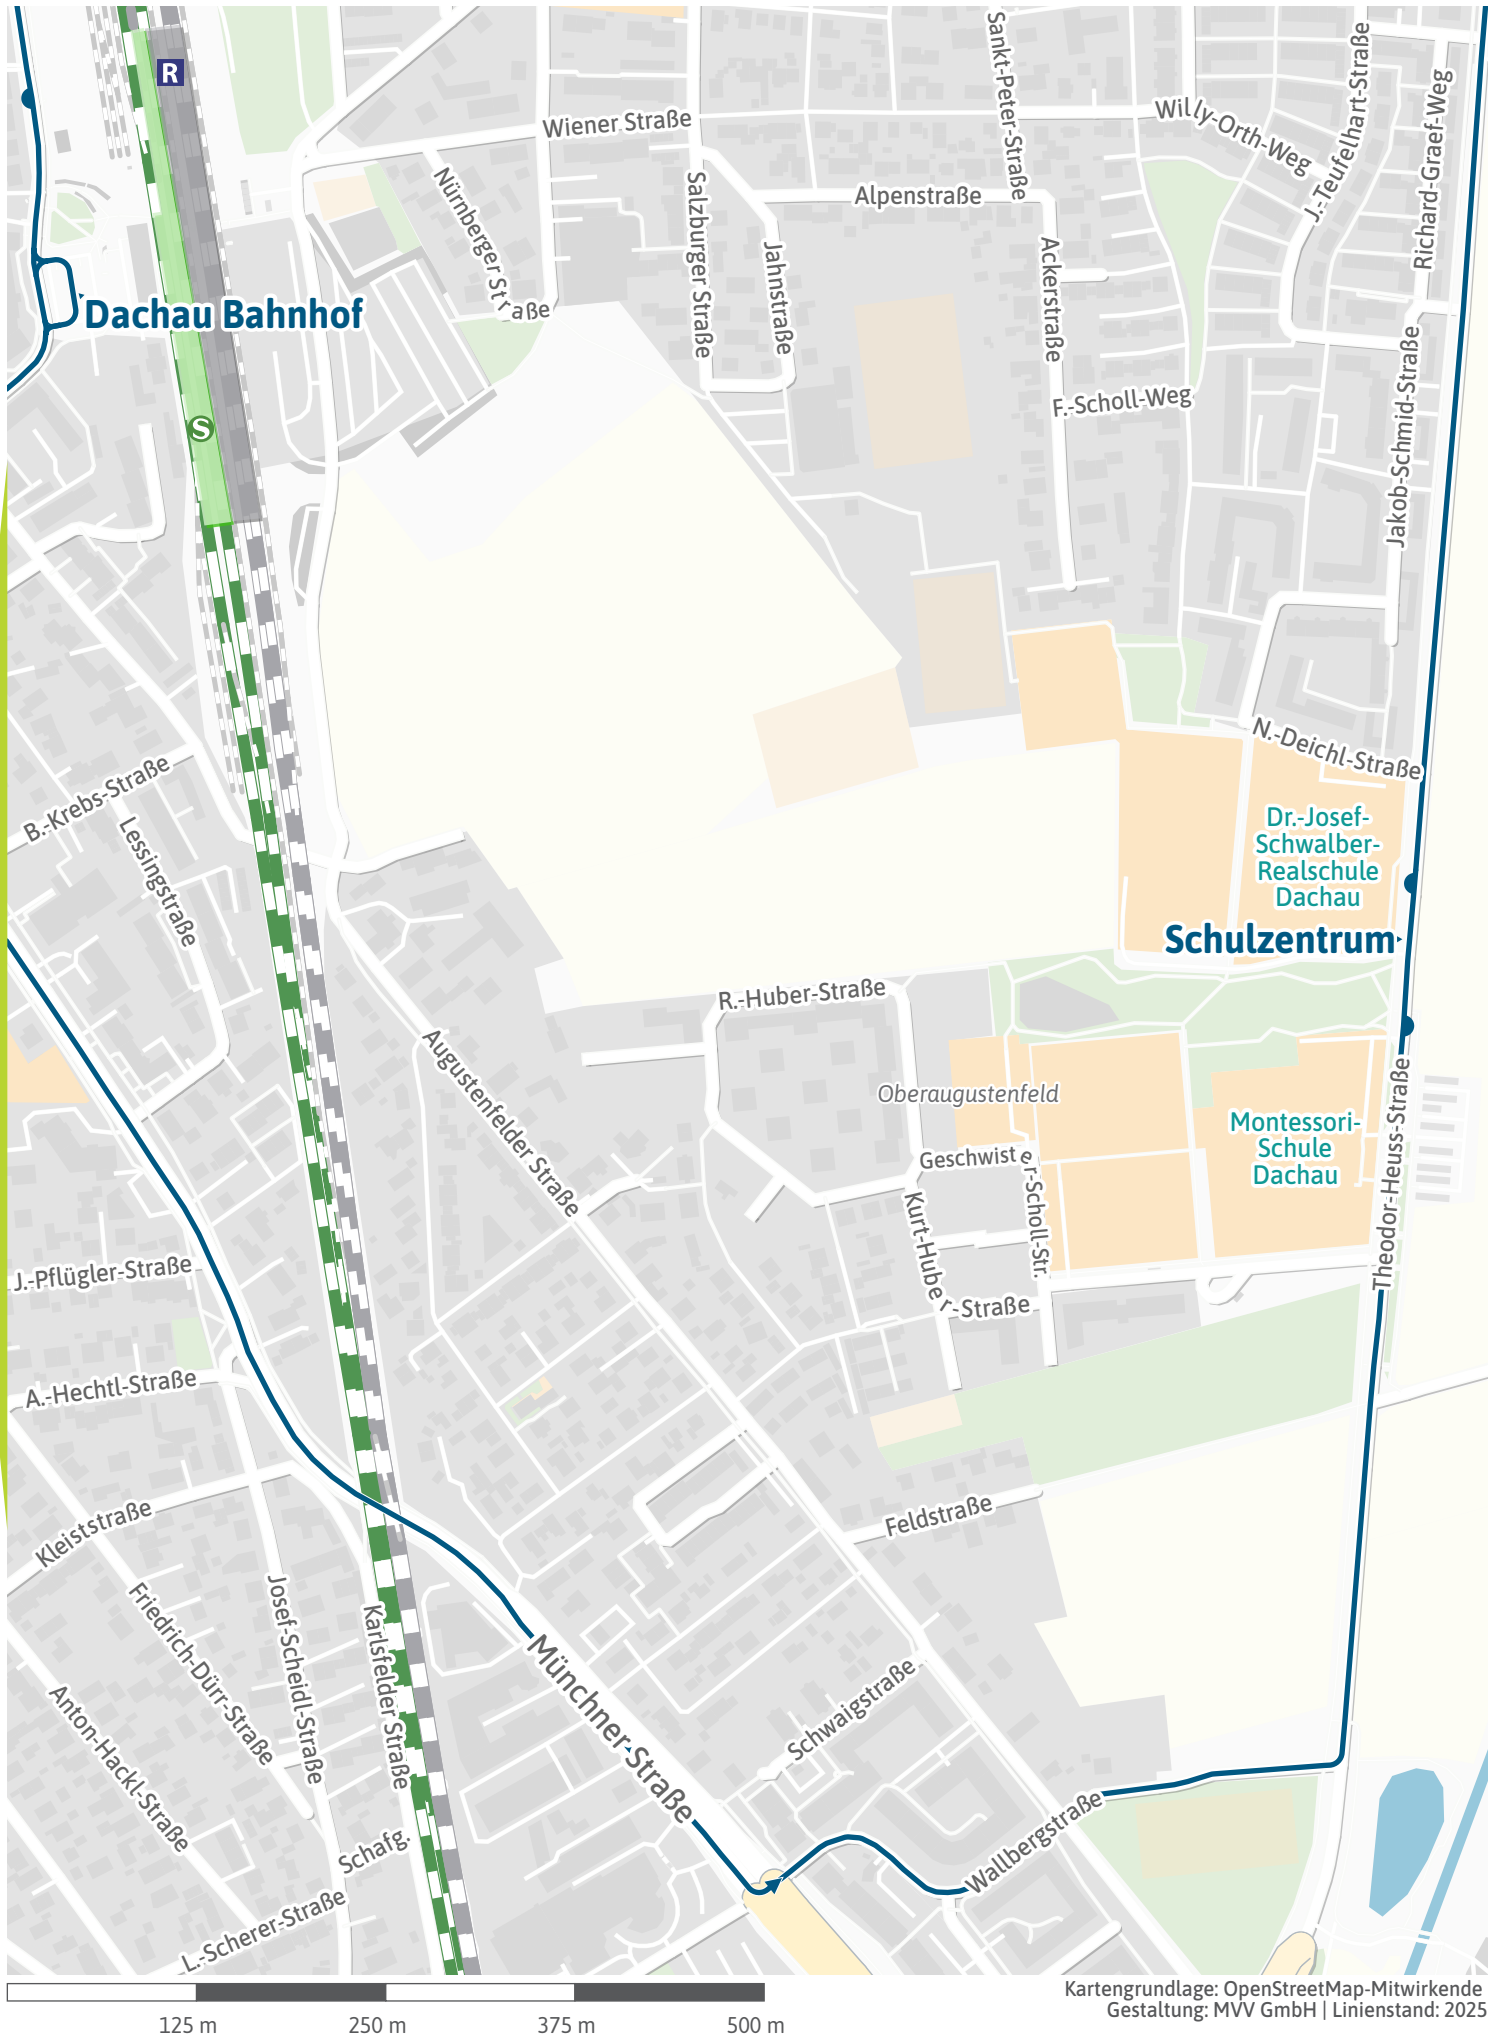 R
Wiener Straße
Sankt-Peter-Straße
Willy-Orth-Weg
J.-Teufelhart-Straße
Richard-Graef-Weg
Nürnberger Straße
Salzburger Straße
Alpenstraße
Jahnstraße
Ackerstraße
Dachau Bahnhof
S
F.-Scholl-Weg
Jakob-Schmid-Straße
N.-Deichl-Straße
B.-Krebs-Straße
Lessingstraße
Dr.-Josef-
Schwalber-
Realschule
Dachau
Schulzentrum
R.-Huber-Straße
Augustenfelder Straße
Oberaugustenfeld
Montessori-
Schule
Dachau
Theodor-Heuss-Straße
Geschwister-Scholl-Str.
Kurt-Huber-Straße
J.-Pflügler-Straße
A.-Hechtl-Straße
Kleiststraße
Feldstraße
Friedrich-Dürr-Straße
Josef-Scheidl-Straße
Karlsfelder Straße
Münchner Straße
Schwaigstraße
Anton-Hackl-Straße
Schafg.
Wallbergstraße
L.-Scherer-Straße
125 m
250 m
375 m
500 m
Kartengrundlage: OpenStreetMap-Mitwirkende
Gestaltung: MVV GmbH | Linienstand: 2025